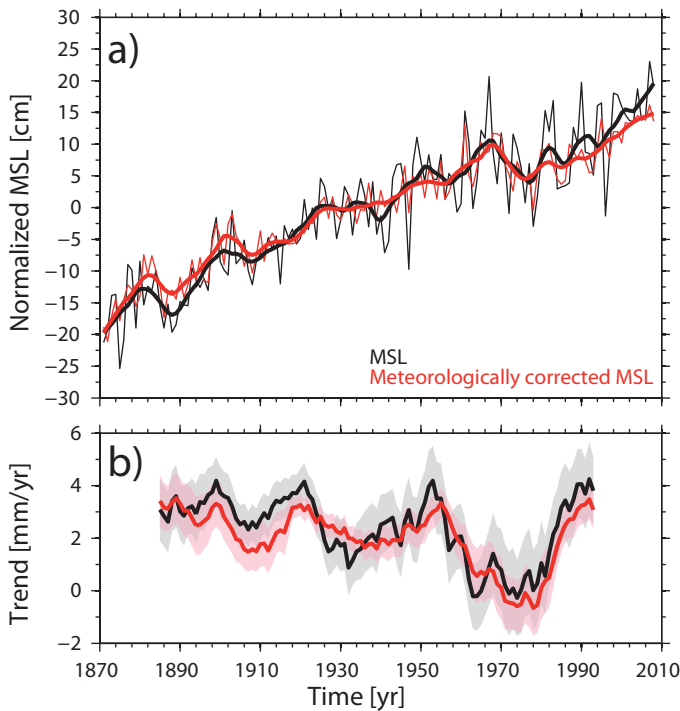 a)
Normalized MSL [cm]
30
25
20
15
10
5
0
−5
−10
−15
−20
−25
−30
MSL
Meteorologically corrected MSL
b)
Trend [mm/yr]
6
4
2
0
−2
1870 1890 1910 1930 1950 1970 1990 2010
Time [yr]